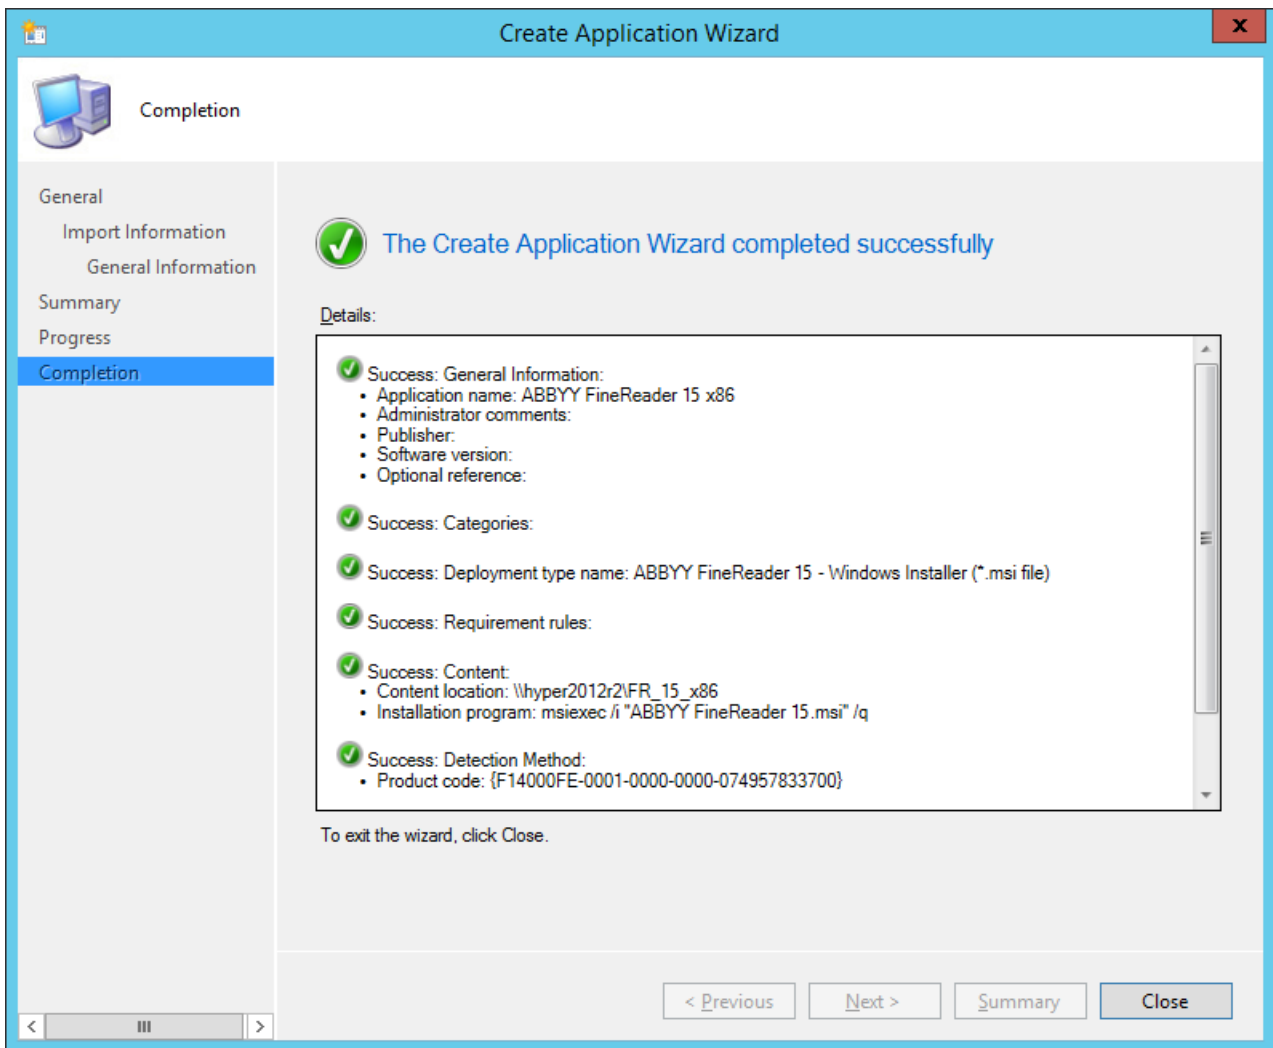 Create Application Wizard
x
Completion
General
Import Information
General Information
Summary
Progress
Completion
The Create Application Wizard completed successfully
Details:
Success: General Information:
• Application name: ABBYY FineReader 15 x86
• Administrator comments:
• Publisher:
• Software version:
• Optional reference:
Success: Categories:
Success: Deployment type name: ABBYY FineReader 15 - Windows Installer (*.msi file)
Success: Requirement rules:
Success: Content:
• Content location: \\hyper2012r2\FR_15_x86
• Installation program: msiexec /i "ABBYY FineReader 15.msi" /q
Success: Detection Method:
• Product code: {F14000FE-0001-0000-0000-074957833700}
To exit the wizard, click Close.
< Previous
Next >
Summary
Close